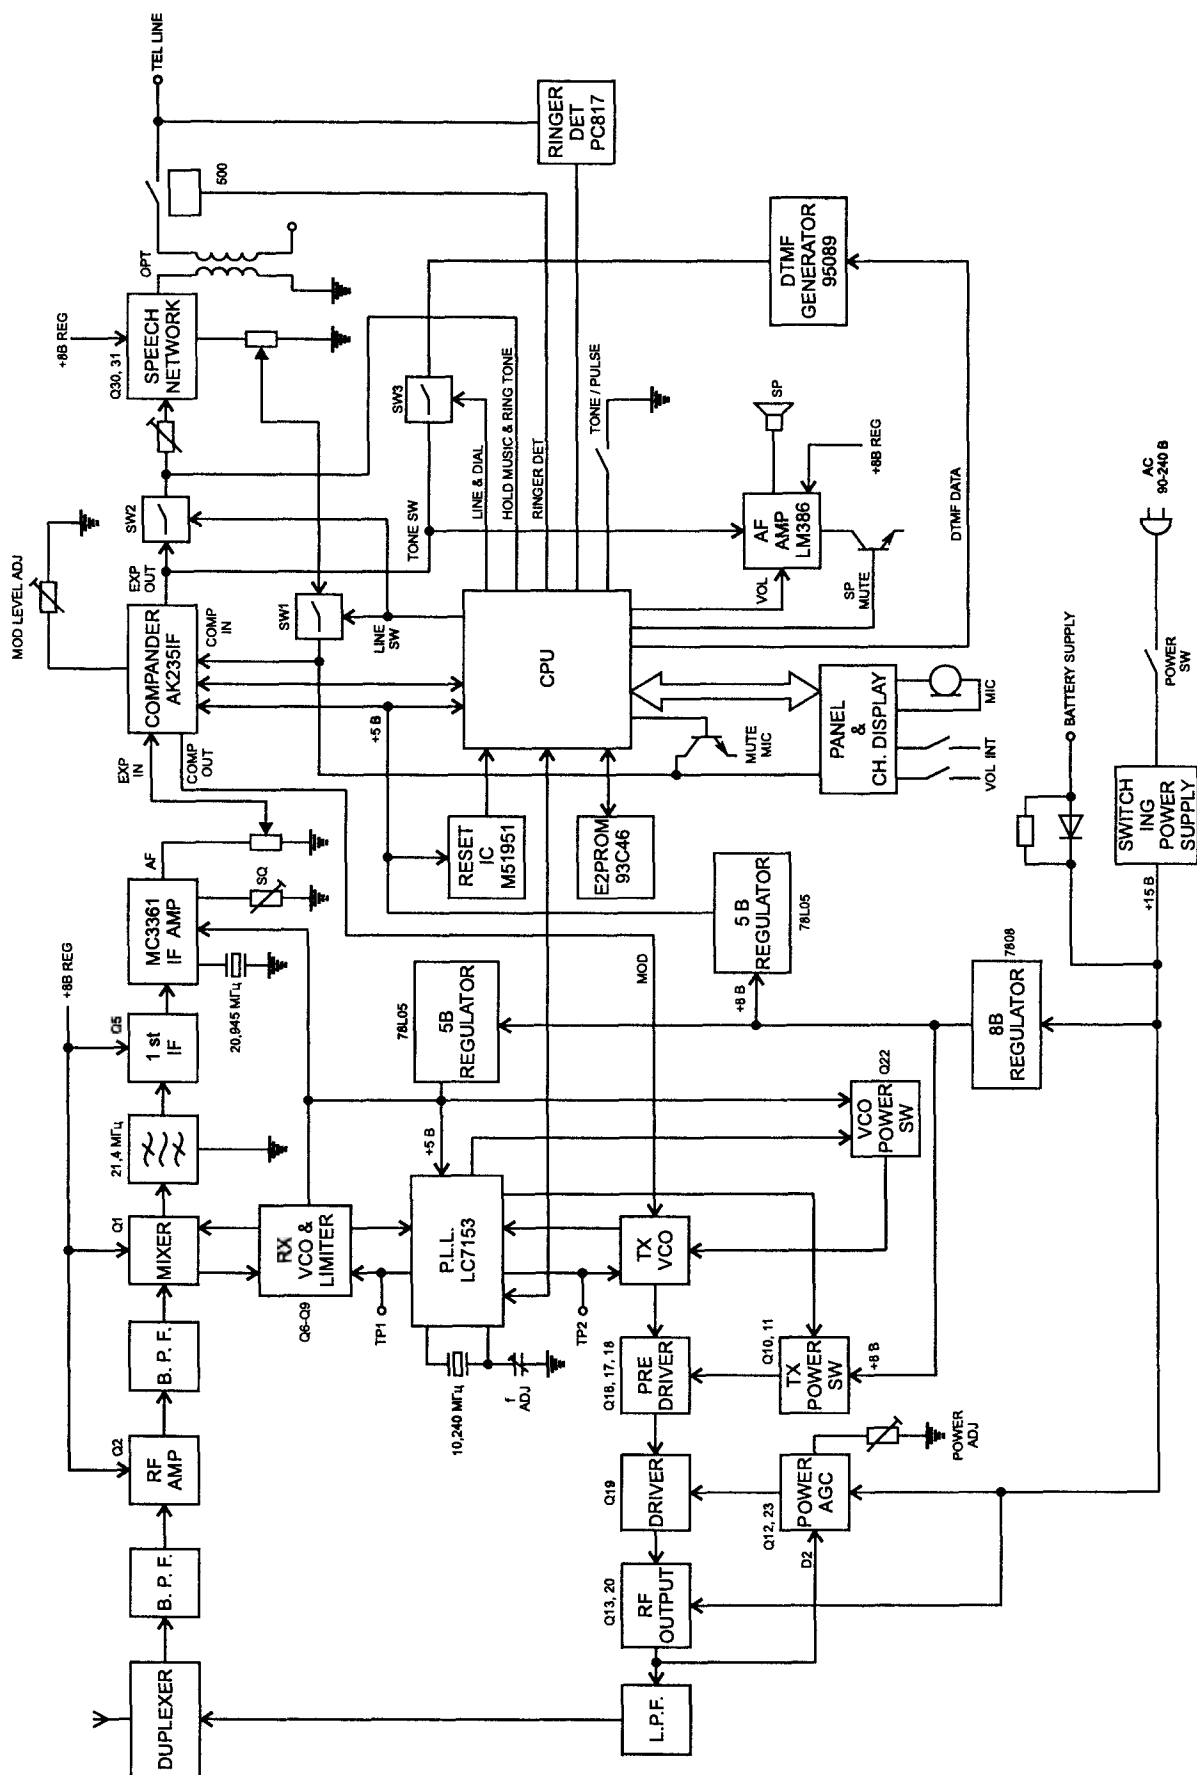 DUPLEXER
B. P. F.
RF
AMP
Q2
B. P. F.
MIXER
Q1
21,4 МГц
1 st
IF
Q5
+8B REG
MC3361
IF AMP
20,945 МГц
AF
SQ
EXP
IN
COMP
OUT
COMPANDER
AK235IF
MOD LEVEL ADJ
EXP
OUT
COMP
IN
SW2
SPEECH
NETWORK
Q30, 31
+8B REG
OPT
500
TEL LINE
RINGER
DET
PC817
RX
VCO &
LIMITER
Q6-Q9
TP1
P.L.L.
LC7153
10,240 МГц
f
ADJ
+5 B
5B
REGULATOR
78L05
TP2
MOD
RESET
IC
M51951
E2PROM
93C46
+5 B
SW1
LINE
SW
TONE SW
SW3
LINE & DIAL
HOLD MUSIC & RING TONE
RINGER DET
TONE / PULSE
CPU
MUTE
MIC
VOL
SP
MUTE
AF
AMP
LM386
SP
+8B REG
DTMF
GENERATOR
95089
DTMF DATA
PANEL
&
CH. DISPLAY
MIC
VOL INT
5 B
REGULATOR
78L05
+8 B
TX
VCO
VCO
POWER
SW
Q22
PRE
DRIVER
Q16, 17, 18
TX
POWER
SW
Q10, 11
+8 B
DRIVER
Q19
POWER
AGC
Q12, 23
D2
POWER
ADJ
RF
OUTPUT
Q13, 20
L.P.F.
8B
REGULATOR
7808
+15 B
SWITCH
ING
POWER
SUPPLY
BATTERY SUPPLY
POWER
SW
AC
90-240 B